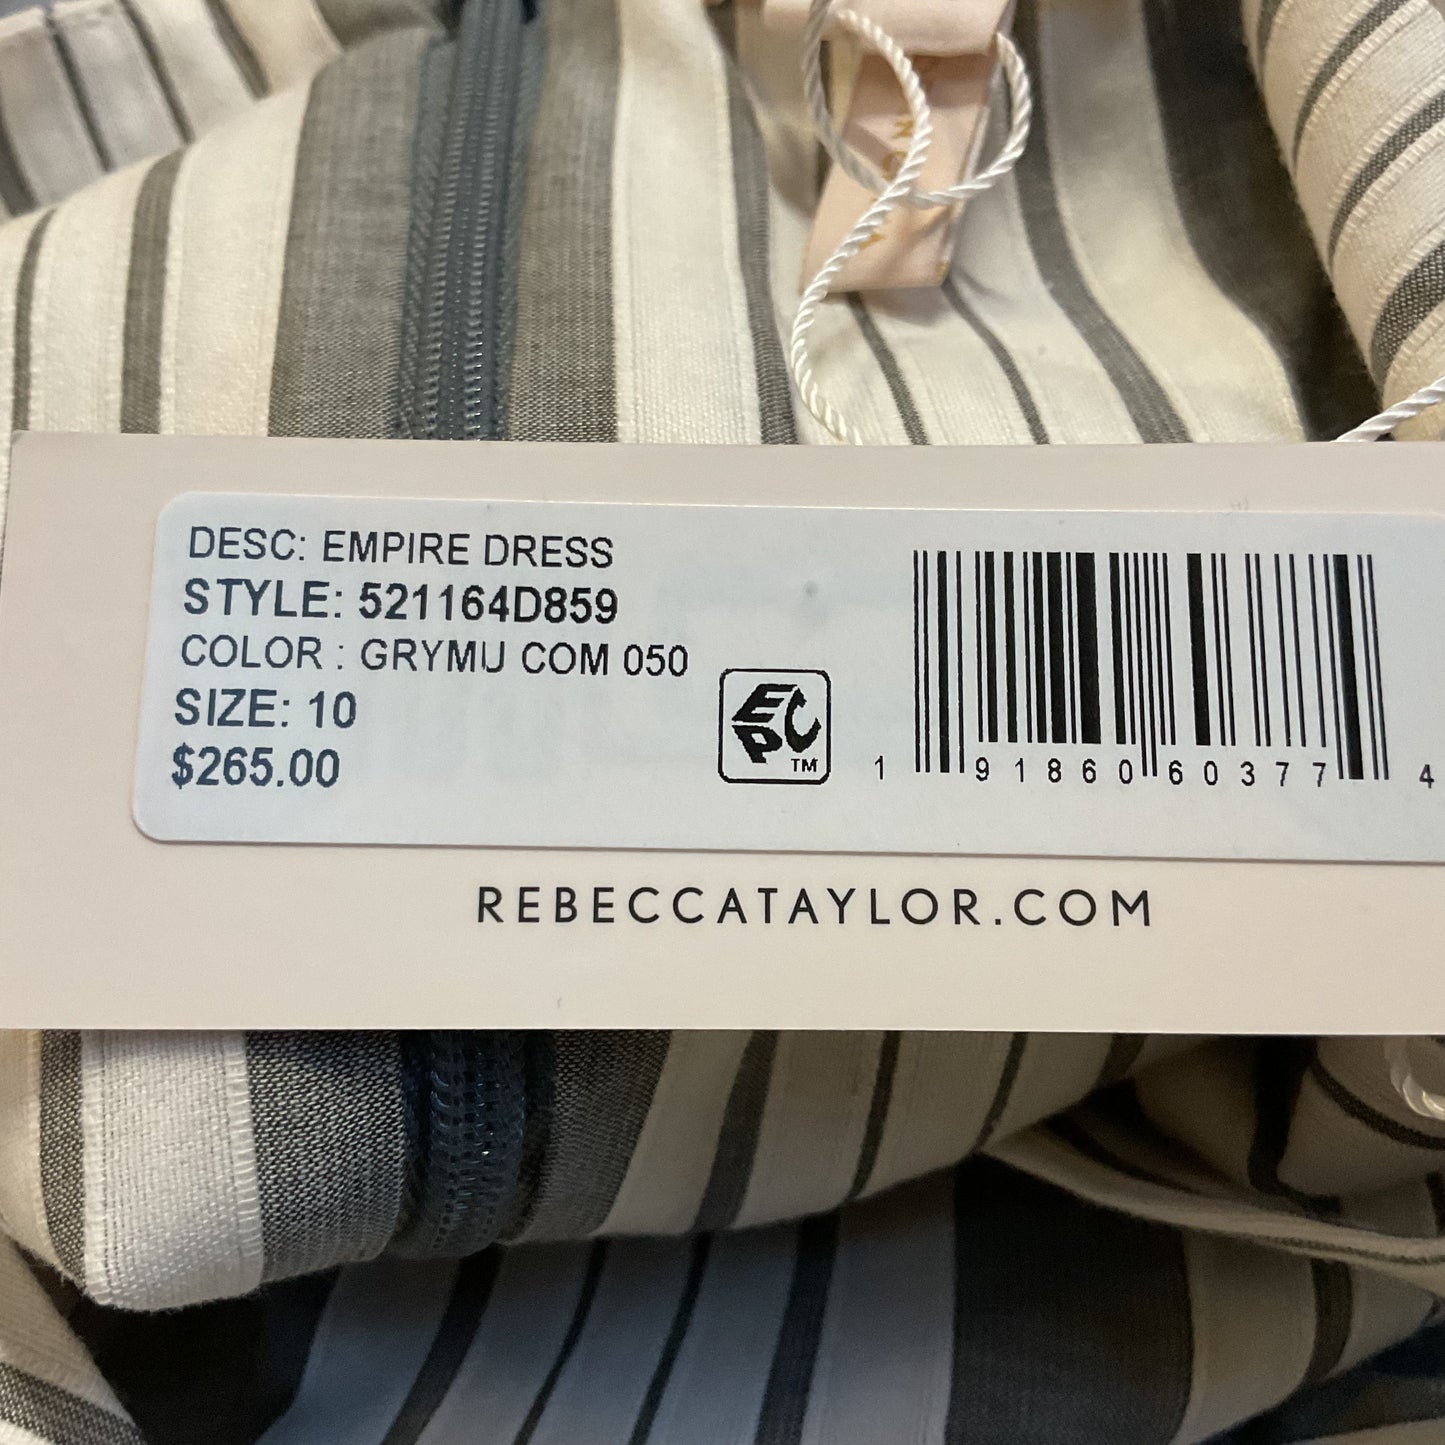 DESC: EMPIRE DRESS
STYLE: 521164D859
COLOR : GRYMU COM 050
SIZE: 10
$265.00
EPC TM
1 91860 60377 4
REBECCATAYLOR.COM